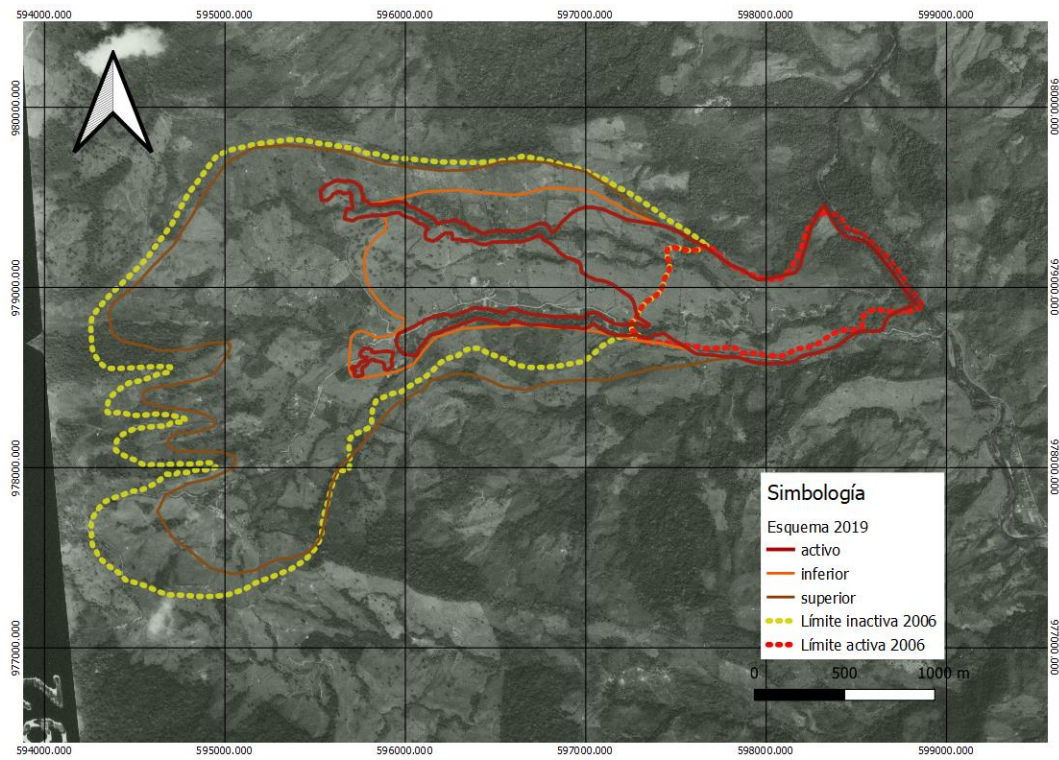 594000.000 595000.000 596000.000 597000.000 598000.000 599000.000
980000.000 980000.000
979000.000 979000.000
978000.000 978000.000
977000.000 977000.000
Simbología
Esquema 2019
activo
inferior
superior
Límite inactiva 2006
Límite activa 2006
0 500 1000 m
594000.000 595000.000 596000.000 597000.000 598000.000 599000.000